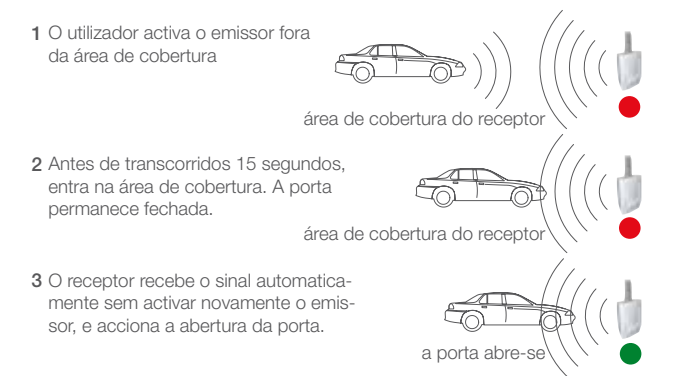 1 O utilizador activa o emissor fora
da área de cobertura
área de cobertura do receptor
2 Antes de transcorridos 15 segundos,
entra na área de cobertura. A porta
permanece fechada.
área de cobertura do receptor
3 O receptor recebe o sinal automatica-
mente sem activar novamente o emis-
sor, e acciona a abertura da porta.
a porta abre-se